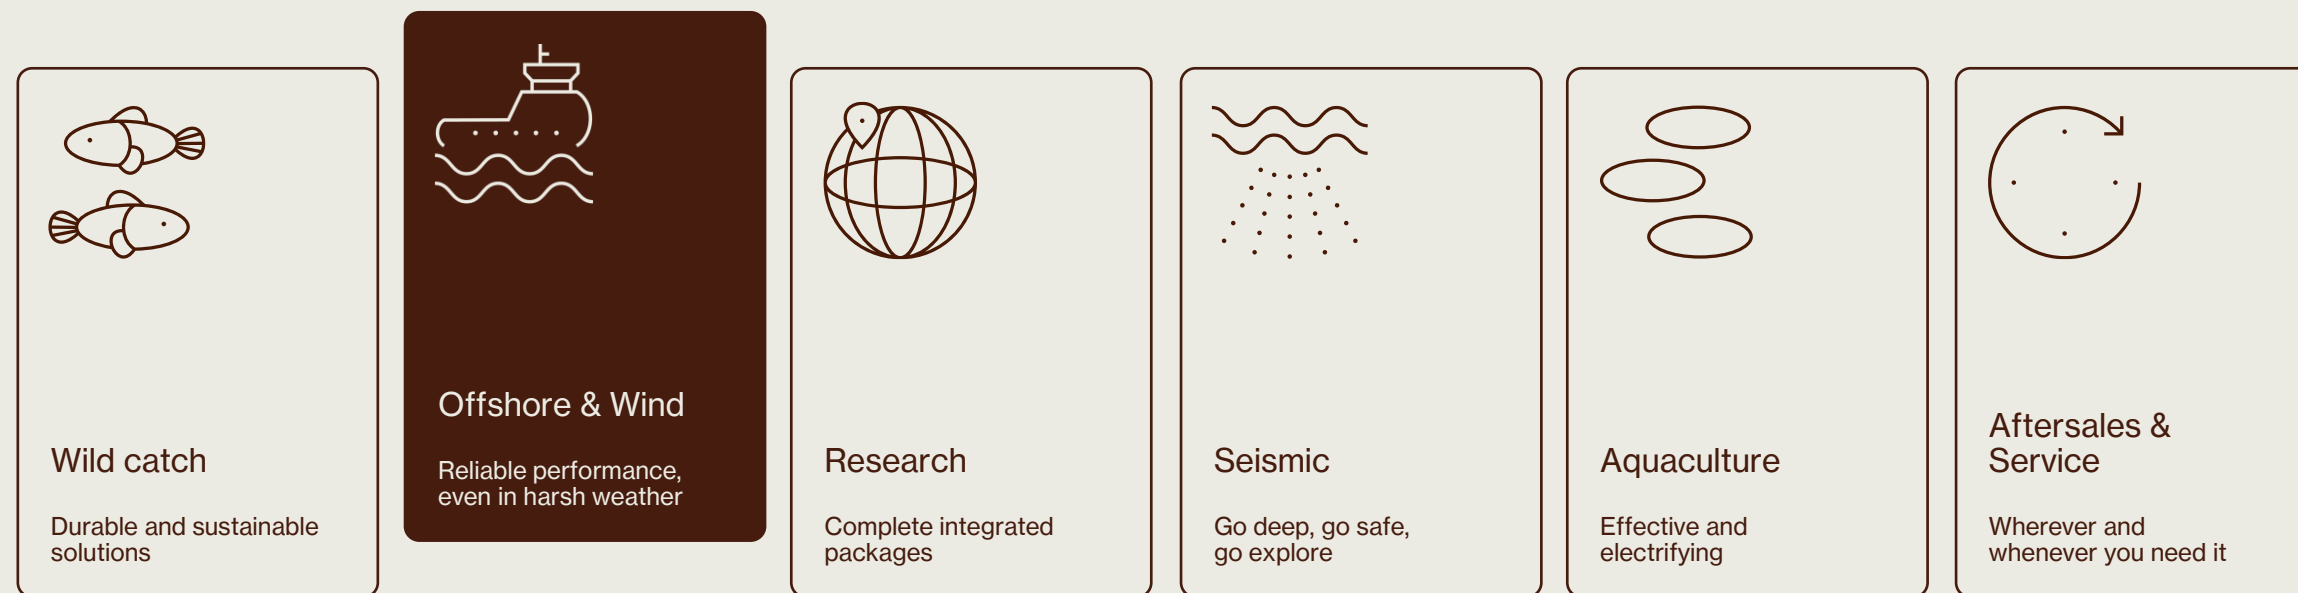 Wild catch
Durable and sustainable
solutions
Offshore & Wind
Reliable performance,
even in harsh weather
Research
Complete integrated
packages
Seismic
Go deep, go safe,
go explore
Aquaculture
Effective and
electrifying
Aftersales &
Service
Wherever and
whenever you need it